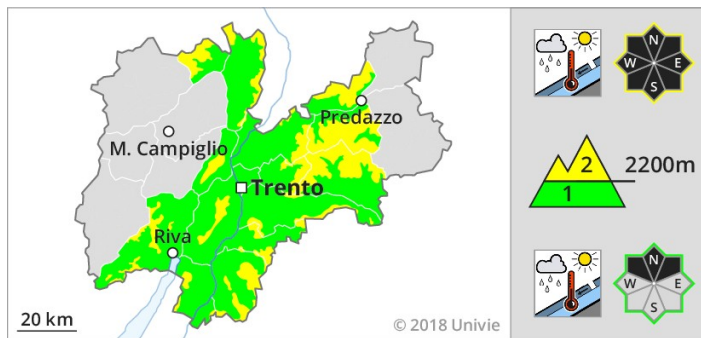 Predazzo
M. Campiglio
Trento
Riva
20 km
© 2018 Univie
N
W E
S
2 2200m
1
N
W E
S